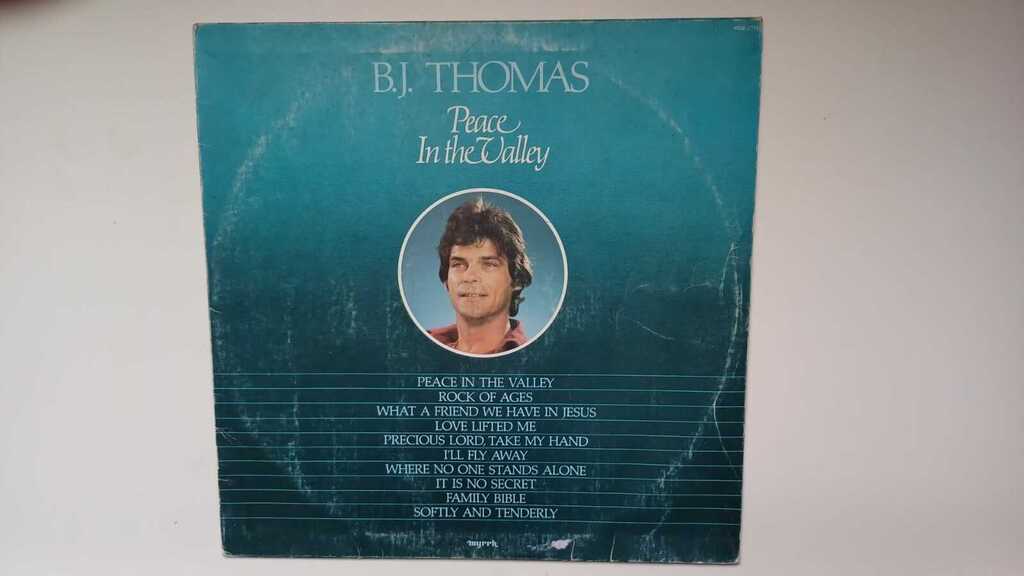 B.J. THOMAS
Peace
In the Valley
PEACE IN THE VALLEY
ROCK OF AGES
WHAT A FRIEND WE HAVE IN JESUS
LOVE LIFTED ME
PRECIOUS LORD, TAKE MY HAND
I'LL FLY AWAY
WHERE NO ONE STANDS ALONE
IT IS NO SECRET
FAMILY BIBLE
SOFTLY AND TENDERLY
myrrh